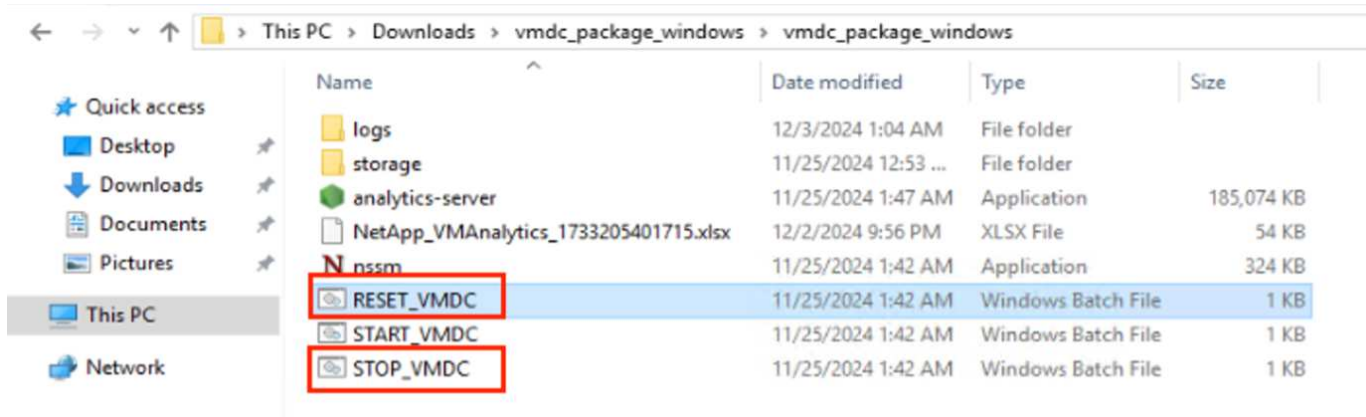 This PC > Downloads > vmdc_package_windows > vmdc_package_windows
Name Date modified Type Size
Quick access
Desktop
Downloads
Documents
Pictures
This PC
Network
logs 12/3/2024 1:04 AM File folder
storage 11/25/2024 12:53 ... File folder
analytics-server 11/25/2024 1:47 AM Application 185,074 KB
NetApp_VMAnalytics_1733205401715.xlsx 12/2/2024 9:56 PM XLSX File 54 KB
nssm 11/25/2024 1:42 AM Application 324 KB
RESET_VMDC 11/25/2024 1:42 AM Windows Batch File 1 KB
START_VMDC 11/25/2024 1:42 AM Windows Batch File 1 KB
STOP_VMDC 11/25/2024 1:42 AM Windows Batch File 1 KB